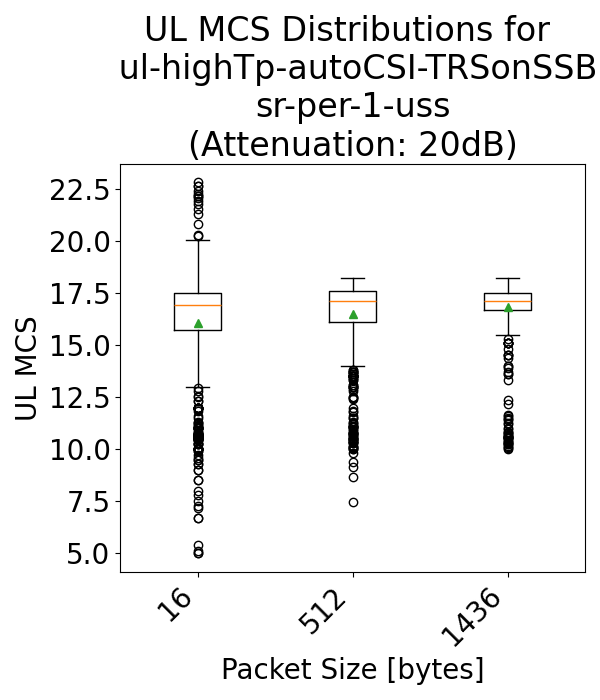 UL MCS Distributions for
ul-highTp-autoCSI-TRSonSSB
sr-per-1-uss
(Attenuation: 20dB)
22.5
20.0
17.5
15.0
12.5
10.0
7.5
5.0
UL MCS
16
512
1436
Packet Size [bytes]